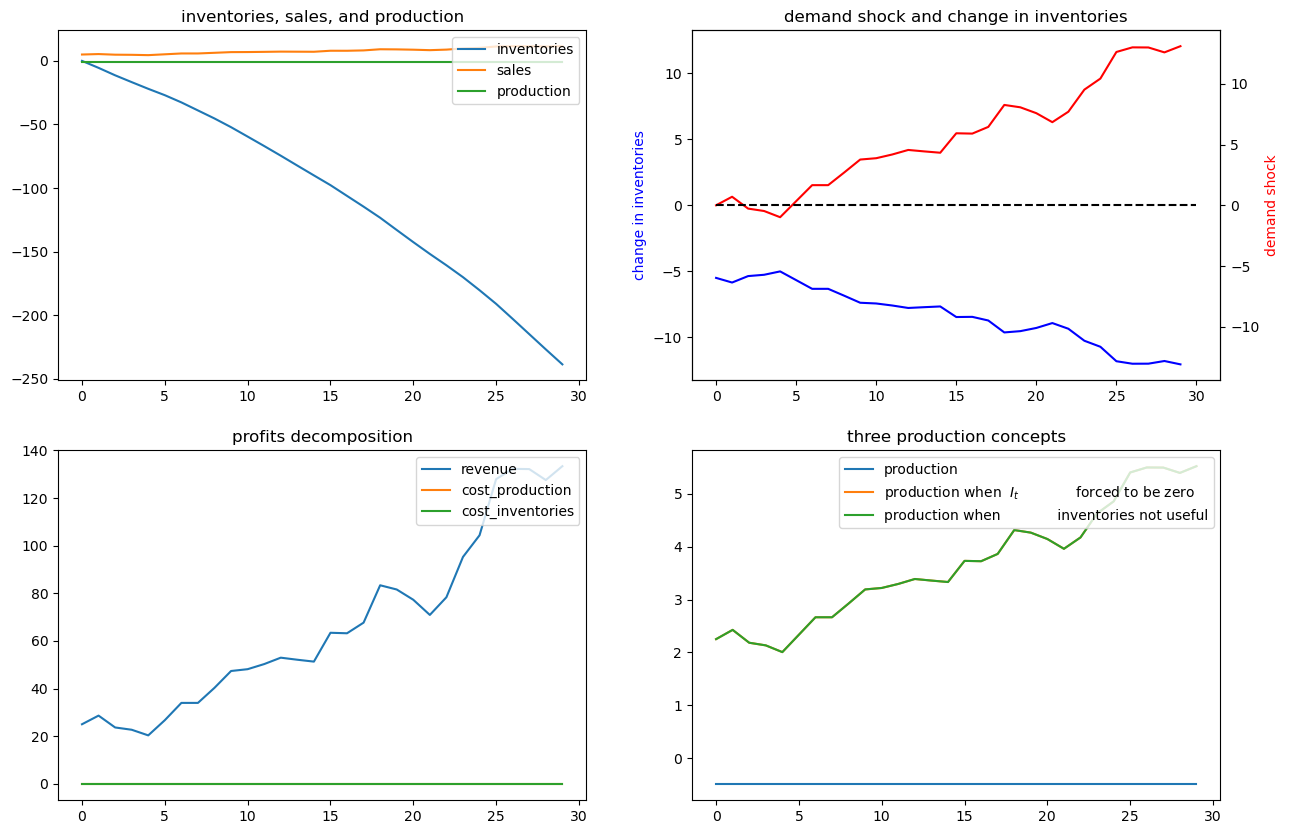 inventories, sales, and production
0
−50
−100
−150
−200
−250
0 5 10 15 20 25 30
inventories
sales
production
demand shock and change in inventories
change in inventories
10
5
0
−5
−10
0 5 10 15 20 25 30
10
5
0
−5
−10
demand shock
profits decomposition
140
120
100
80
60
40
20
0
0 5 10 15 20 25 30
revenue
cost_production
cost_inventories
three production concepts
5
4
3
2
1
0
0 5 10 15 20 25 30
production
production when I_t forced to be zero
production when inventories not useful